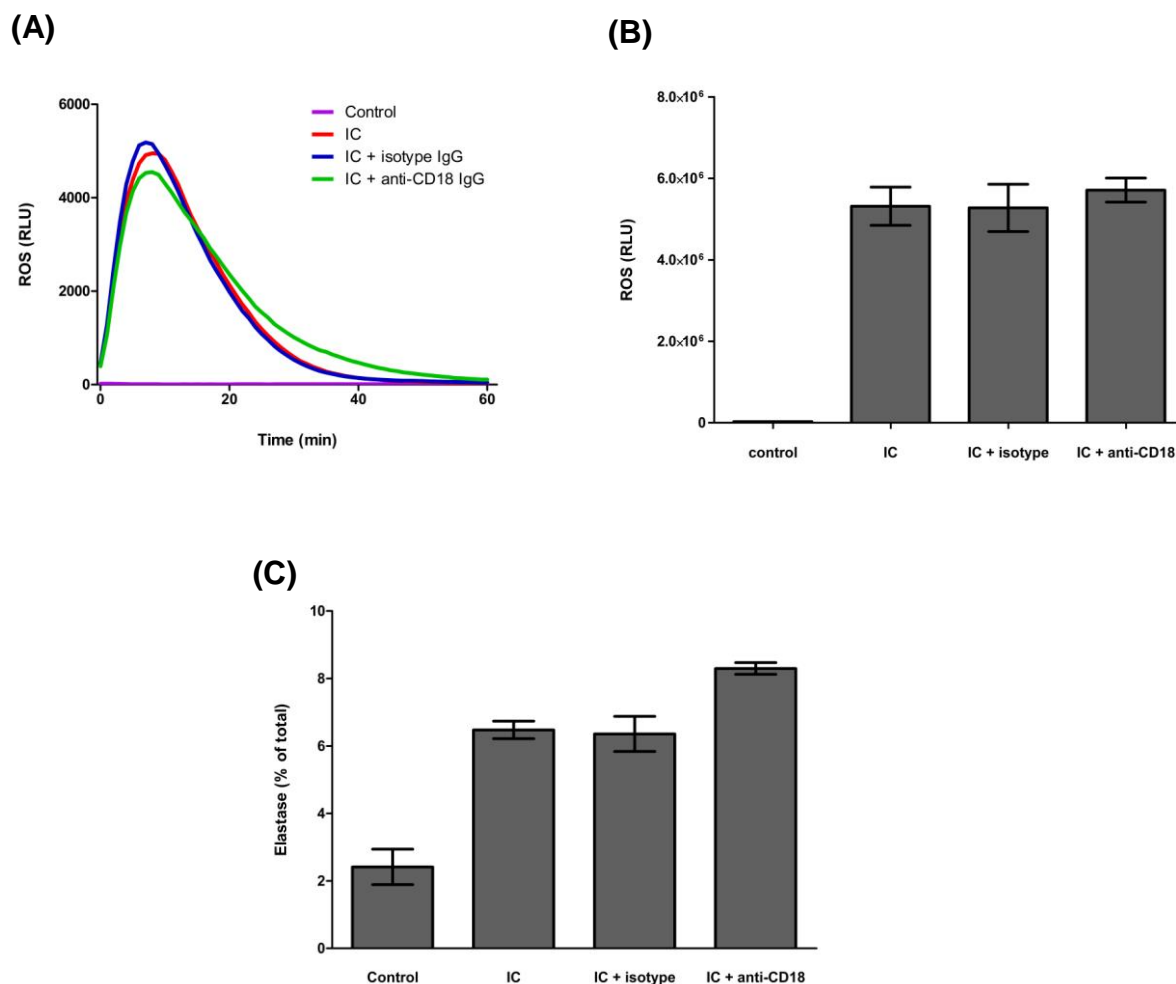 (A)
6000
4000
2000
0
ROS (RLU)
0
20
40
60
Time (min)
Control
IC
IC + isotype IgG
IC + anti-CD18 IgG
(B)
8.0×10⁶
6.0×10⁶
4.0×10⁶
2.0×10⁶
0
ROS (RLU)
control
IC
IC + isotype
IC + anti-CD18
(C)
10
8
6
4
2
0
Elastase (% of total)
Control
IC
IC + isotype
IC + anti-CD18